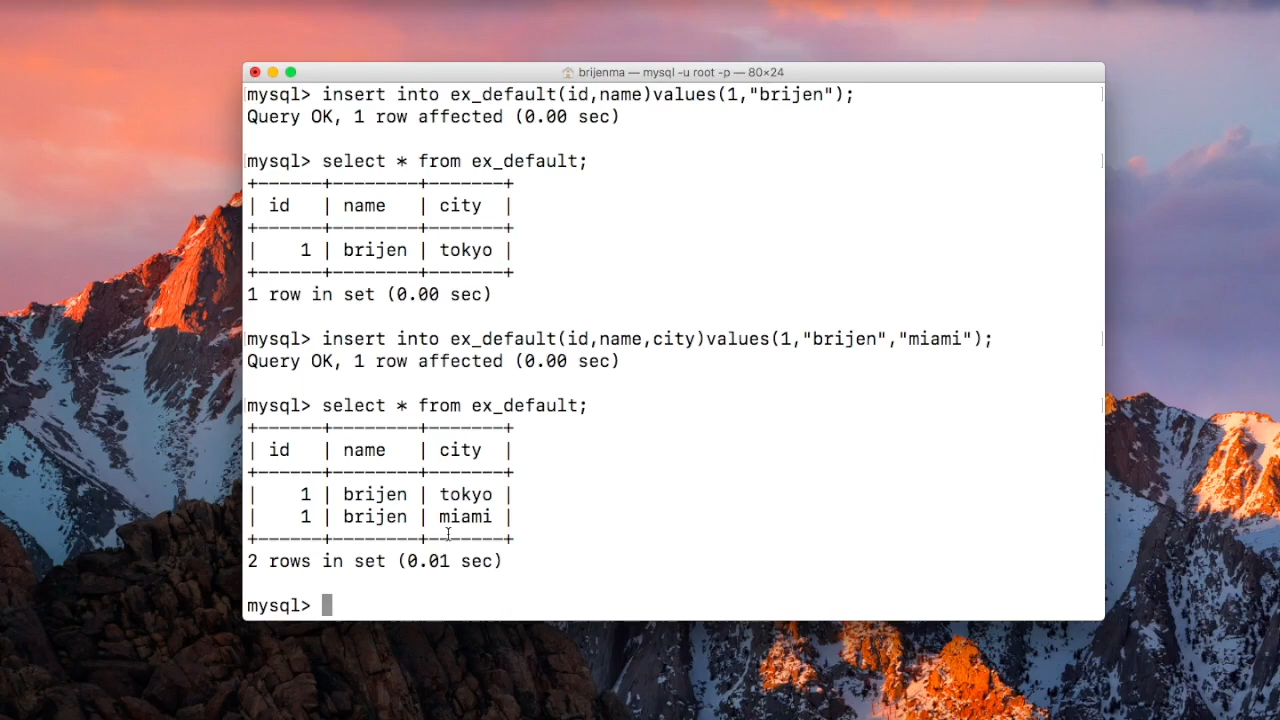 brijenma — mysql -u root -p — 80×24
mysql> insert into ex_default(id,name)values(1,"brijen");
Query OK, 1 row affected (0.00 sec)
mysql> select * from ex_default;
+------+--------+-------+
| id   | name   | city  |
+------+--------+-------+
|    1 | brijen | tokyo |
+------+--------+-------+
1 row in set (0.00 sec)
mysql> insert into ex_default(id,name,city)values(1,"brijen","miami");
Query OK, 1 row affected (0.00 sec)
mysql> select * from ex_default;
+------+--------+-------+
| id   | name   | city  |
+------+--------+-------+
|    1 | brijen | tokyo |
|    1 | brijen | miami |
+------+--------+-------+
2 rows in set (0.01 sec)
mysql>